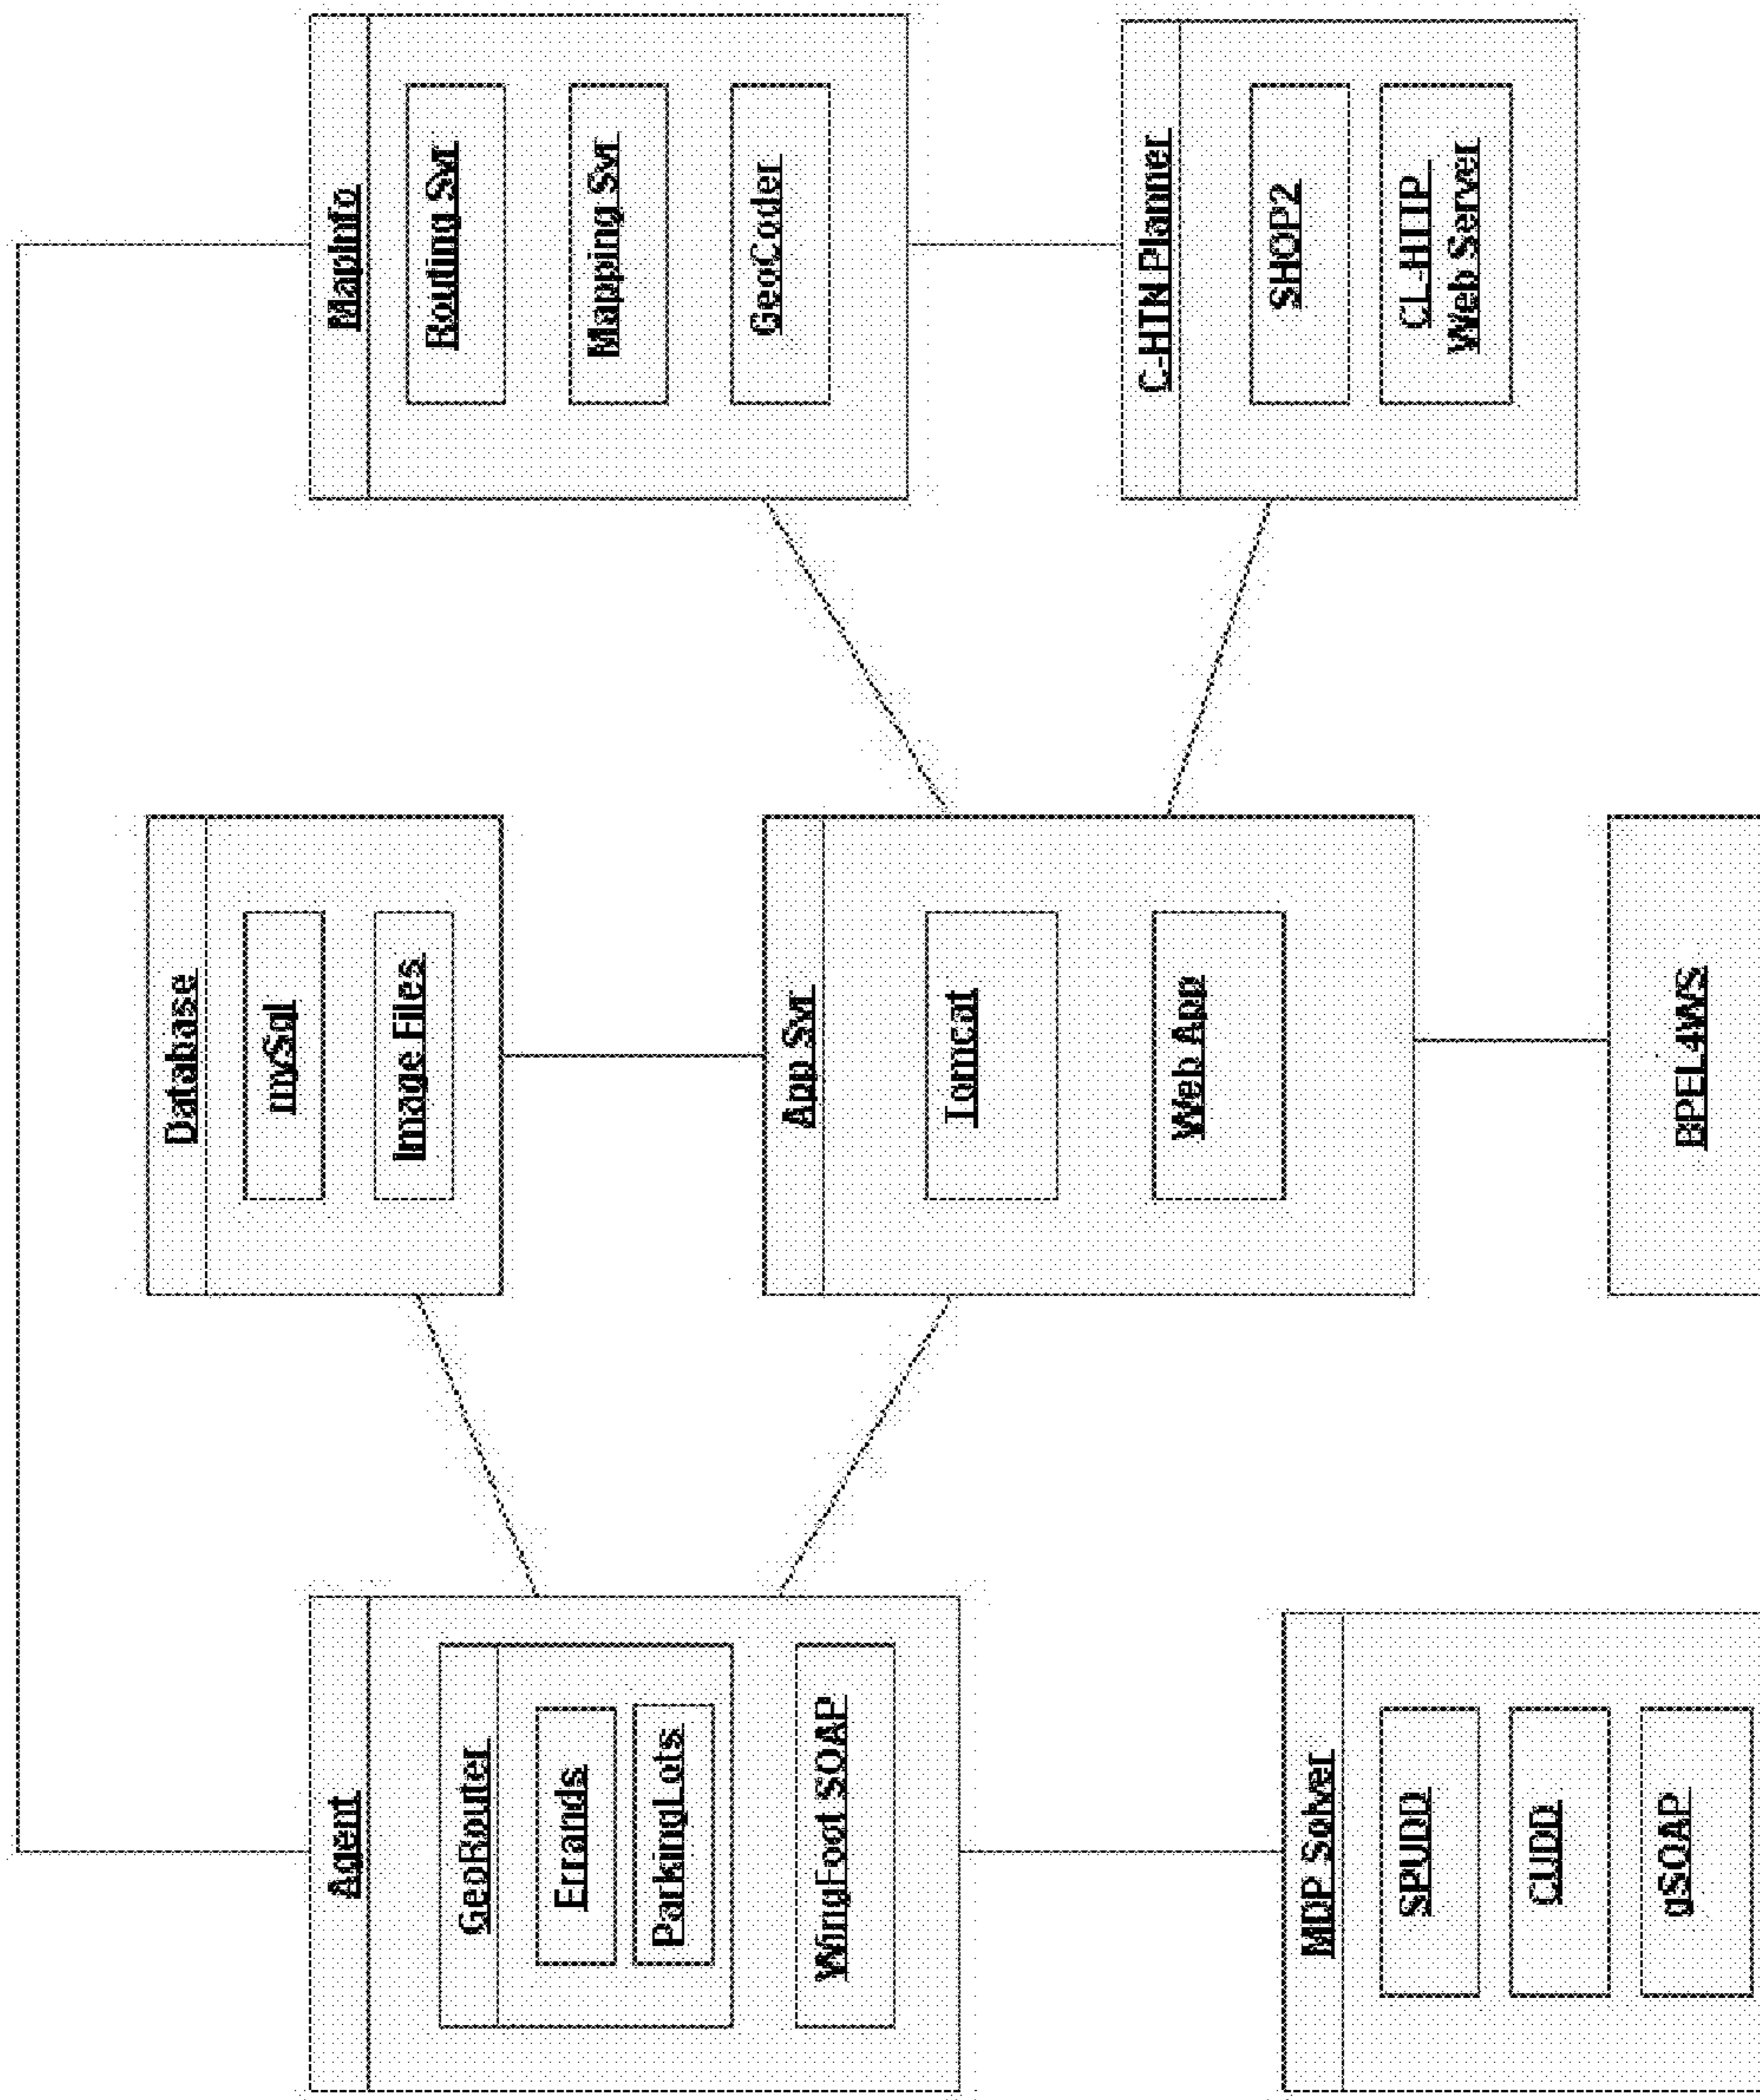 Agent
GeoRouter
Errands
ParkingLots
WingFoot SOAP
MDP Solver
SPUDD
CUDD
gSOAP
Database
mySql
Image Files
App Svr
Tomcat
Web App
BPEL4WS
MapInfo
Routing Svr
Mapping Svr
GeoCoder
C-HTN Planner
SHOP2
CL-HTTP
Web Server